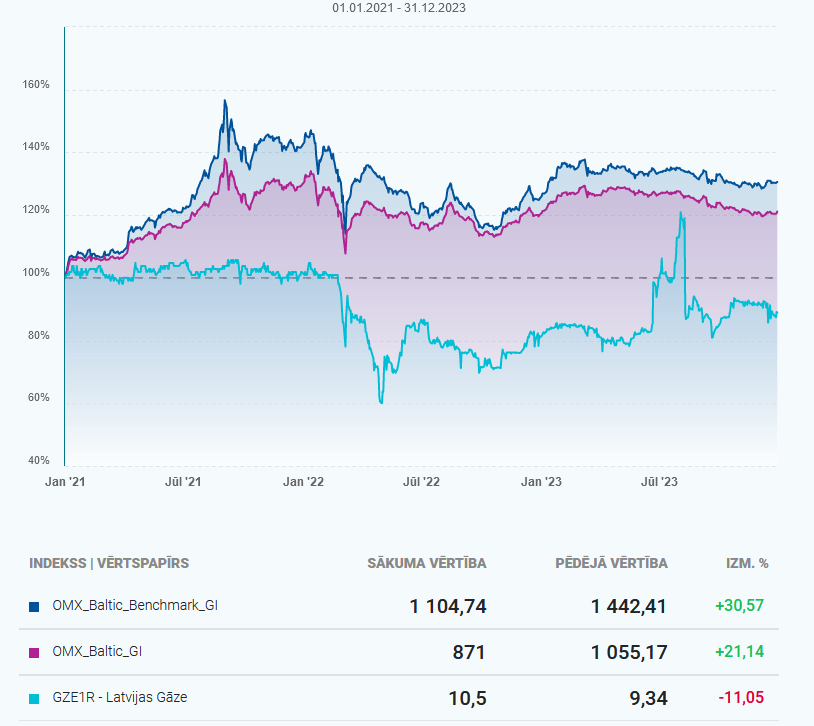 01.01.2021 - 31.12.2023
160%
140%
120%
100%
80%
60%
40%
Jan '21 Jūl '21 Jan '22 Jūl '22 Jan '23 Jūl '23
INDEKSS | VĒRTSPAPĪRS SĀKUMA VĒRTĪBA PĒDĒJĀ VĒRTĪBA IZM. %
OMX_Baltic_Benchmark_GI 1 104,74 1 442,41 +30,57
OMX_Baltic_GI 871 1 055,17 +21,14
GZE1R - Latvijas Gāze 10,5 9,34 -11,05